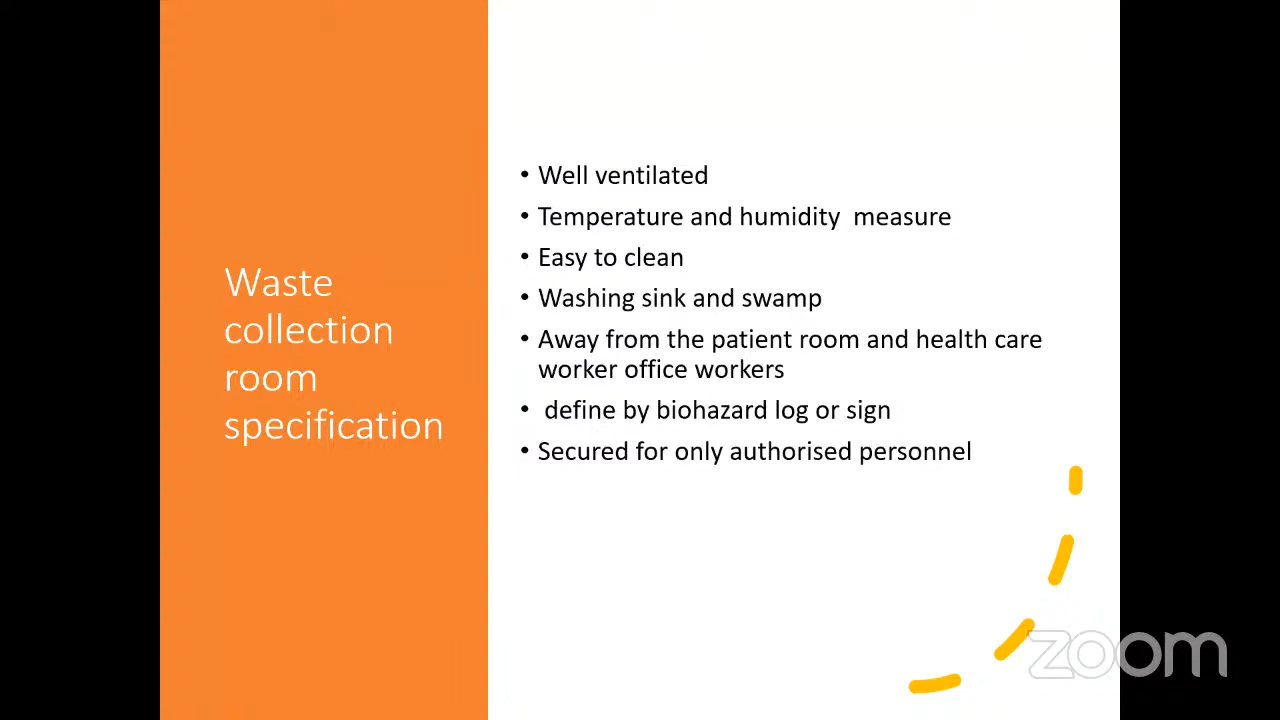 Waste
collection
room
specification
• Well ventilated
• Temperature and humidity  measure
• Easy to clean
• Washing sink and swamp
• Away from the patient room and health care
worker office workers
•  define by biohazard log or sign
• Secured for only authorised personnel
zoom